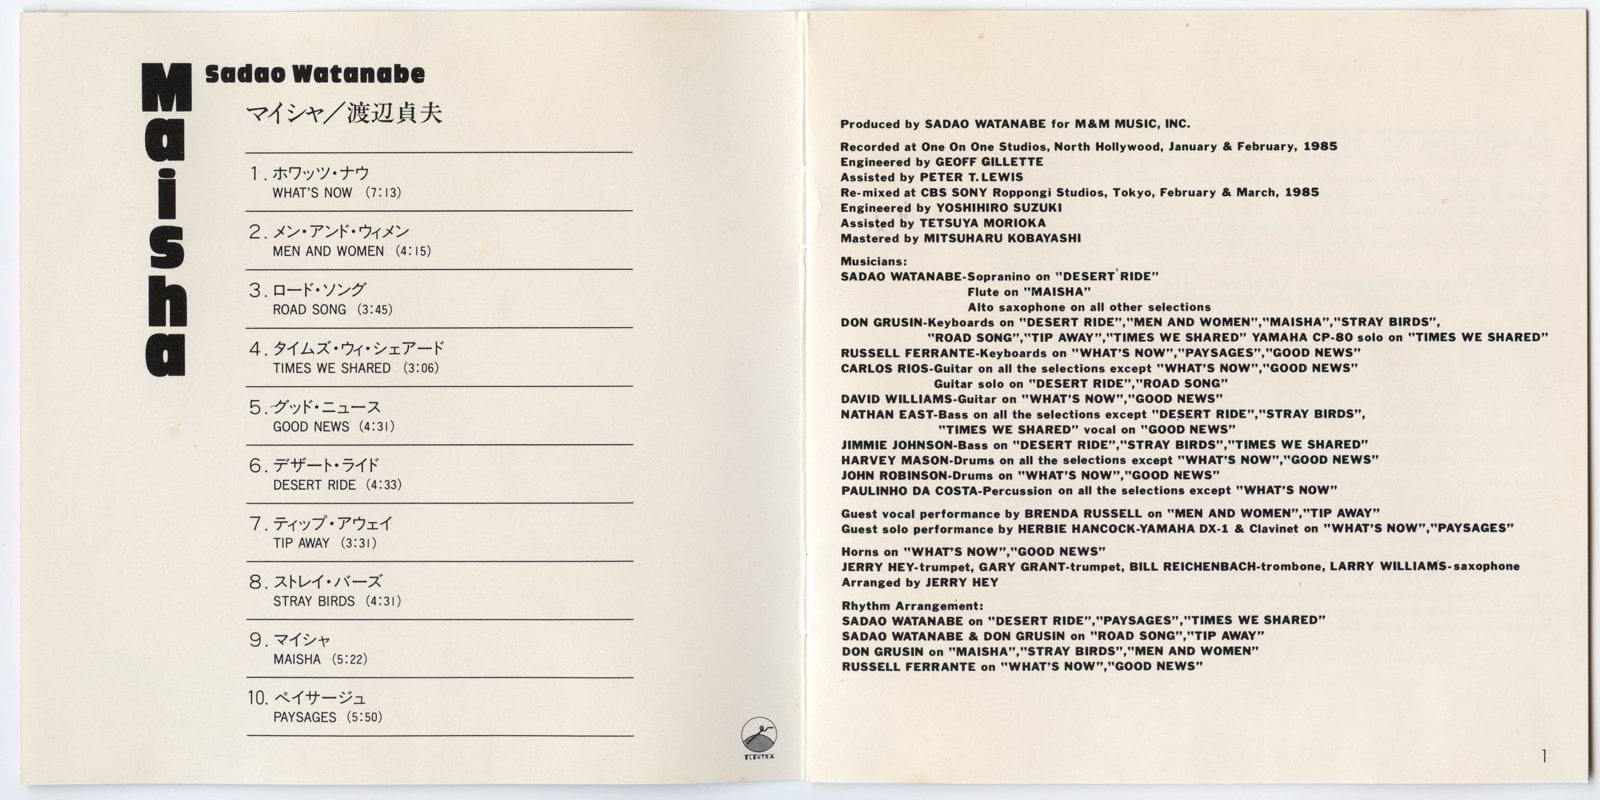 Maisha
Sadao Watanabe
マイシャ／渡辺貞夫
1. ホワッツ・ナウ
WHAT'S NOW (7:13)
2. メン・アンド・ウィメン
MEN AND WOMEN (4:15)
3. ロード・ソング
ROAD SONG (3:45)
4. タイムズ・ウィ・シェアード
TIMES WE SHARED (3:06)
5. グッド・ニュース
GOOD NEWS (4:31)
6. デザート・ライド
DESERT RIDE (4:33)
7. ティップ・アウェイ
TIP AWAY (3:31)
8. ストレイ・バーズ
STRAY BIRDS (4:31)
9. マイシャ
MAISHA (5:22)
10. ペイサージュ
PAYSAGES (5:50)
ELEKTRA
Produced by SADAO WATANABE for M&M MUSIC, INC.
Recorded at One On One Studios, North Hollywood, January & February, 1985
Engineered by GEOFF GILLETTE
Assisted by PETER T. LEWIS
Re-mixed at CBS SONY Roppongi Studios, Tokyo, February & March, 1985
Engineered by YOSHIHIRO SUZUKI
Assisted by TETSUYA MORIOKA
Mastered by MITSUHARU KOBAYASHI
Musicians:
SADAO WATANABE-Sopranino on "DESERT RIDE"
Flute on "MAISHA"
Alto saxophone on all other selections
DON GRUSIN-Keyboards on "DESERT RIDE","MEN AND WOMEN","MAISHA","STRAY BIRDS",
"ROAD SONG","TIP AWAY","TIMES WE SHARED" YAMAHA CP-80 solo on "TIMES WE SHARED"
RUSSELL FERRANTE-Keyboards on "WHAT'S NOW","PAYSAGES","GOOD NEWS"
CARLOS RIOS-Guitar on all the selections except "WHAT'S NOW","GOOD NEWS"
Guitar solo on "DESERT RIDE","ROAD SONG"
DAVID WILLIAMS-Guitar on "WHAT'S NOW","GOOD NEWS"
NATHAN EAST-Bass on all the selections except "DESERT RIDE","STRAY BIRDS",
"TIMES WE SHARED" vocal on "GOOD NEWS"
JIMMIE JOHNSON-Bass on "DESERT RIDE","STRAY BIRDS","TIMES WE SHARED"
HARVEY MASON-Drums on all the selections except "WHAT'S NOW","GOOD NEWS"
JOHN ROBINSON-Drums on "WHAT'S NOW","GOOD NEWS"
PAULINHO DA COSTA-Percussion on all the selections except "WHAT'S NOW"
Guest vocal performance by BRENDA RUSSELL on "MEN AND WOMEN","TIP AWAY"
Guest solo performance by HERBIE HANCOCK-YAMAHA DX-1 & Clavinet on "WHAT'S NOW","PAYSAGES"
Horns on "WHAT'S NOW","GOOD NEWS"
JERRY HEY-trumpet, GARY GRANT-trumpet, BILL REICHENBACH-trombone, LARRY WILLIAMS-saxophone
Arranged by JERRY HEY
Rhythm Arrangement:
SADAO WATANABE on "DESERT RIDE","PAYSAGES","TIMES WE SHARED"
SADAO WATANABE & DON GRUSIN on "ROAD SONG","TIP AWAY"
DON GRUSIN on "MAISHA","STRAY BIRDS","MEN AND WOMEN"
RUSSELL FERRANTE on "WHAT'S NOW","GOOD NEWS"
1